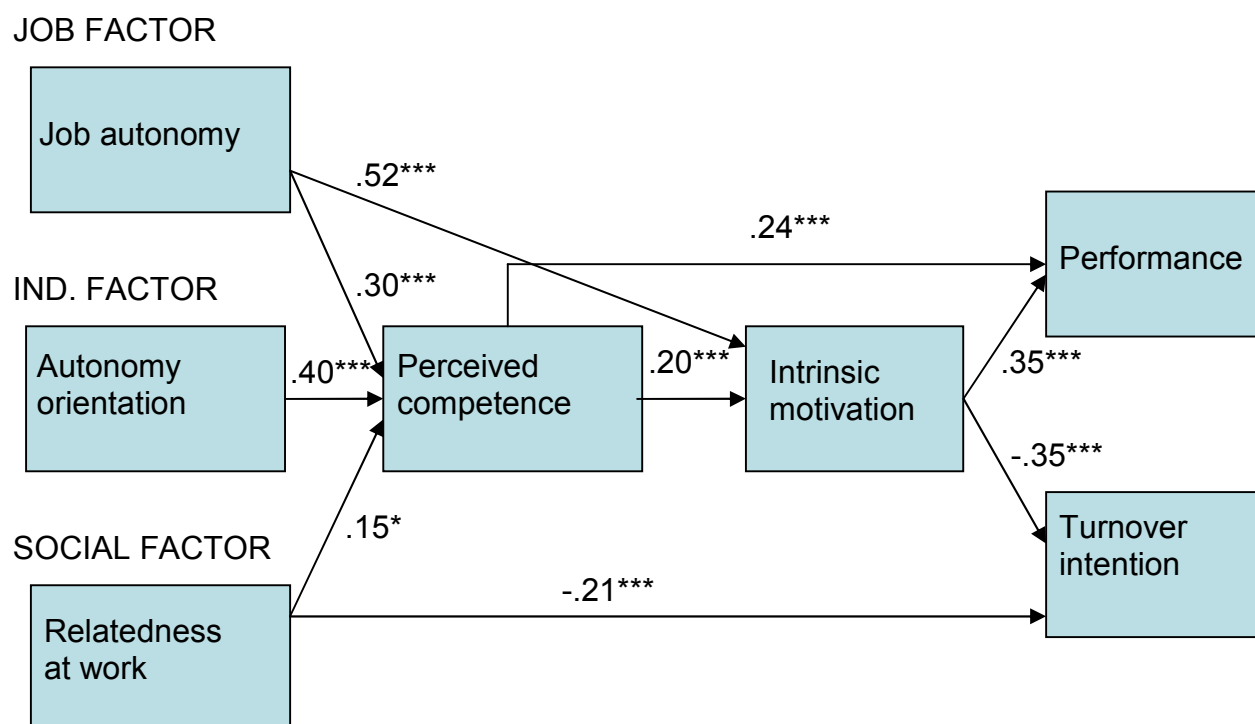 JOB FACTOR
Job autonomy
.52***
.24***
Performance
.30***
IND. FACTOR
Autonomy
orientation
.40***
Perceived
competence
.20***
Intrinsic
motivation
.35***
-.35***
.15*
SOCIAL FACTOR
Turnover
intention
-.21***
Relatedness
at work